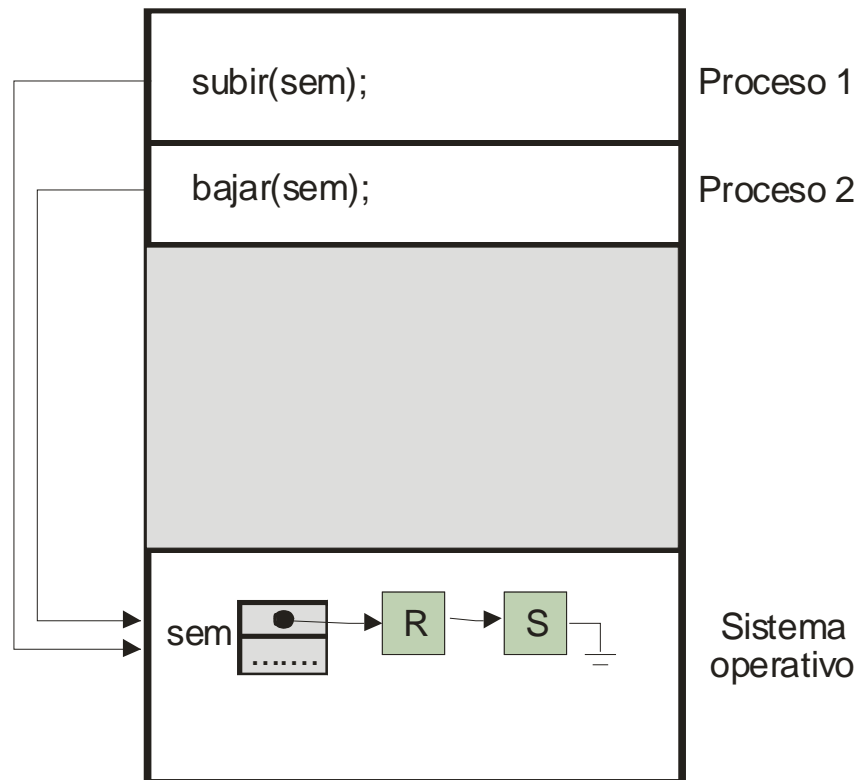 subir(sem);
Proceso 1
bajar(sem);
Proceso 2
sem
.......
R
S
Sistema
operativo